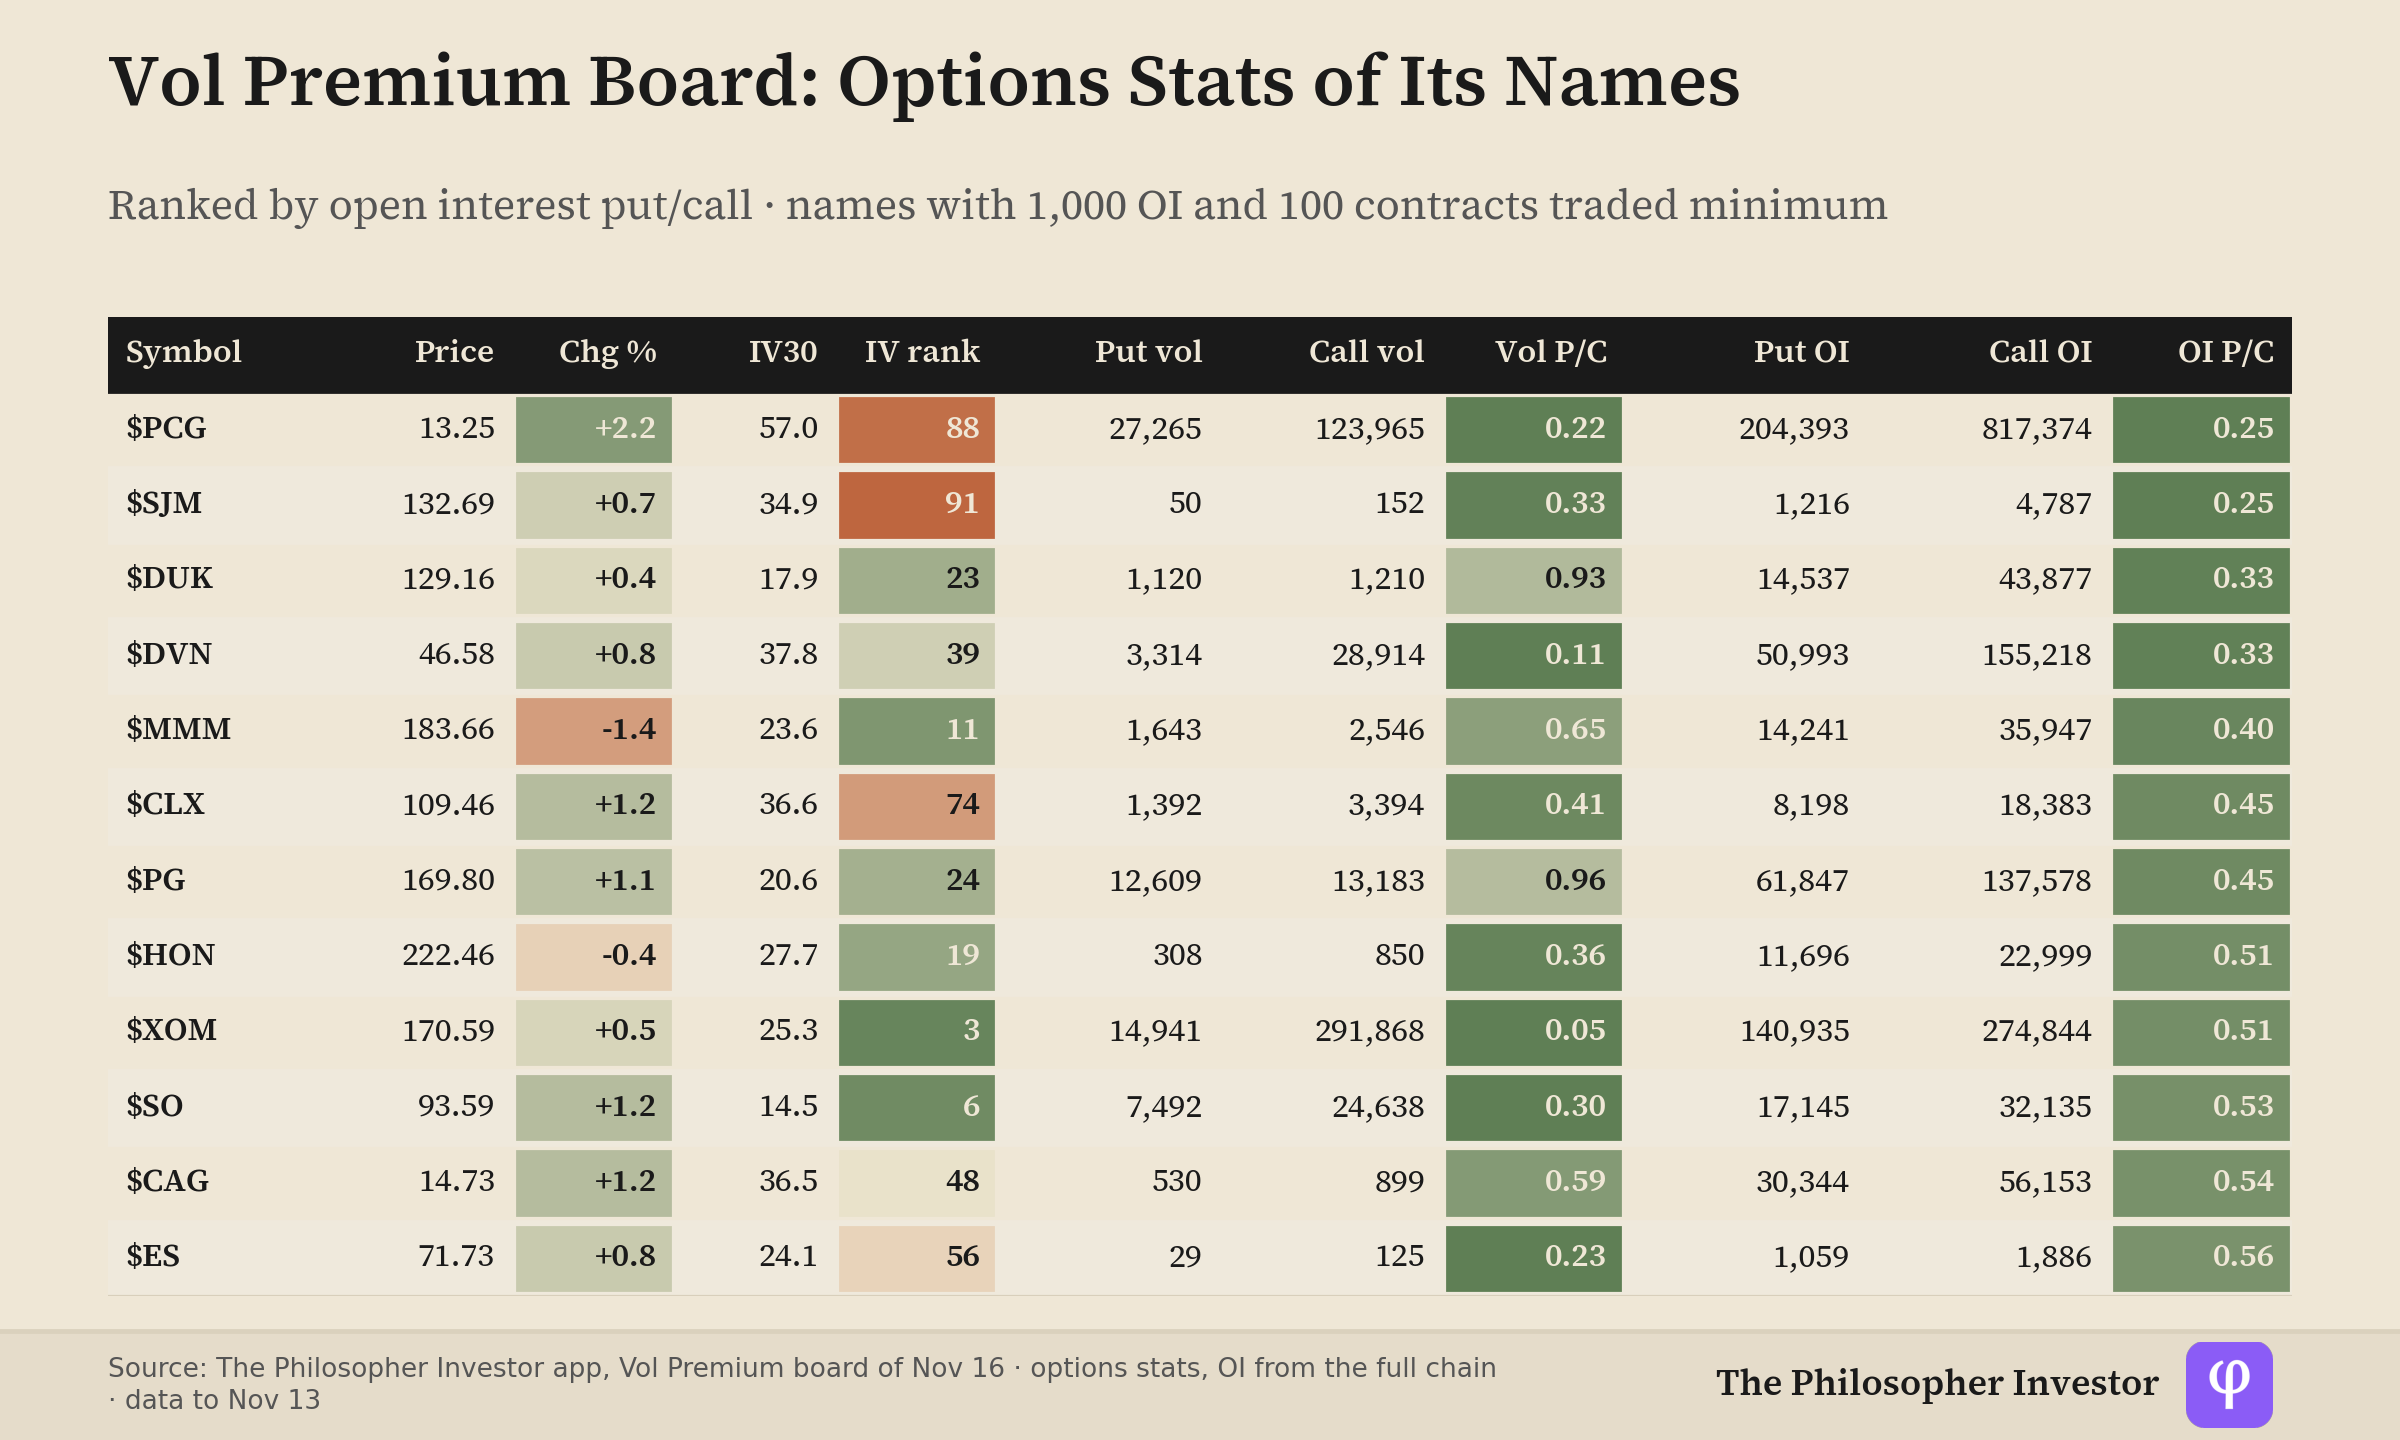 Vol Premium Board: Options Stats of Its Names
Ranked by open interest put/call · names with 1,000 OI and 100 contracts traded minimum
Symbol Price Chg % IV30 IV rank Put vol Call vol Vol P/C Put OI Call OI OI P/C
$PCG 13.25 +2.2 57.0 88 27,265 123,965 0.22 204,393 817,374 0.25
$SJM 132.69 +0.7 34.9 91 50 152 0.33 1,216 4,787 0.25
$DUK 129.16 +0.4 17.9 23 1,120 1,210 0.93 14,537 43,877 0.33
$DVN 46.58 +0.8 37.8 39 3,314 28,914 0.11 50,993 155,218 0.33
$MMM 183.66 -1.4 23.6 11 1,643 2,546 0.65 14,241 35,947 0.40
$CLX 109.46 +1.2 36.6 74 1,392 3,394 0.41 8,198 18,383 0.45
$PG 169.80 +1.1 20.6 24 12,609 13,183 0.96 61,847 137,578 0.45
$HON 222.46 -0.4 27.7 19 308 850 0.36 11,696 22,999 0.51
$XOM 170.59 +0.5 25.3 3 14,941 291,868 0.05 140,935 274,844 0.51
$SO 93.59 +1.2 14.5 6 7,492 24,638 0.30 17,145 32,135 0.53
$CAG 14.73 +1.2 36.5 48 530 899 0.59 30,344 56,153 0.54
$ES 71.73 +0.8 24.1 56 29 125 0.23 1,059 1,886 0.56
Source: The Philosopher Investor app, Vol Premium board of Nov 16 · options stats, OI from the full chain
· data to Nov 13
The Philosopher Investor φ